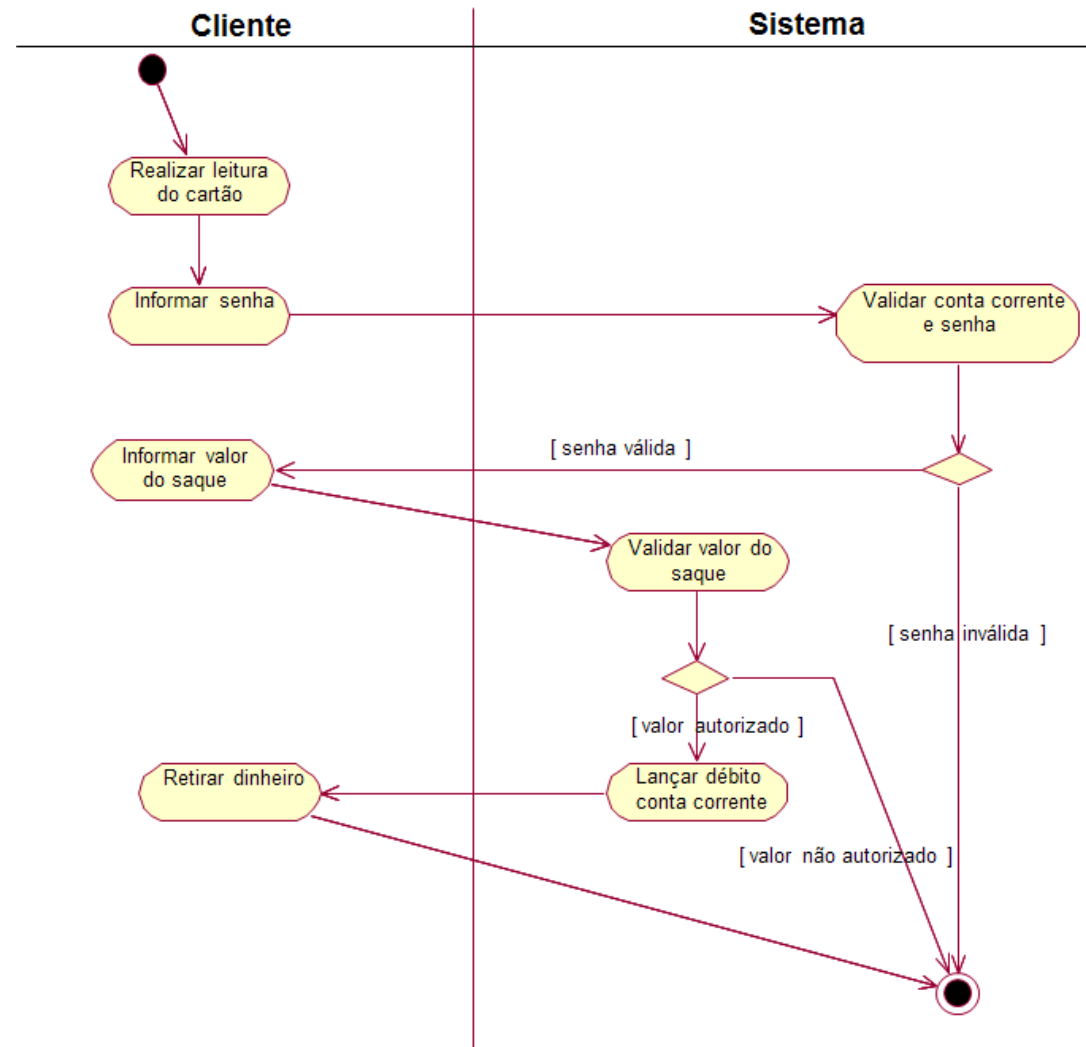 Cliente
Sistema
Realizar leitura
do cartão
Informar senha
Validar conta corrente
e senha
[ senha válida ]
Informar valor
do saque
Validar valor do
saque
[ senha inválida ]
[ valor autorizado ]
Retirar dinheiro
Lançar débito
conta corrente
[ valor não autorizado ]